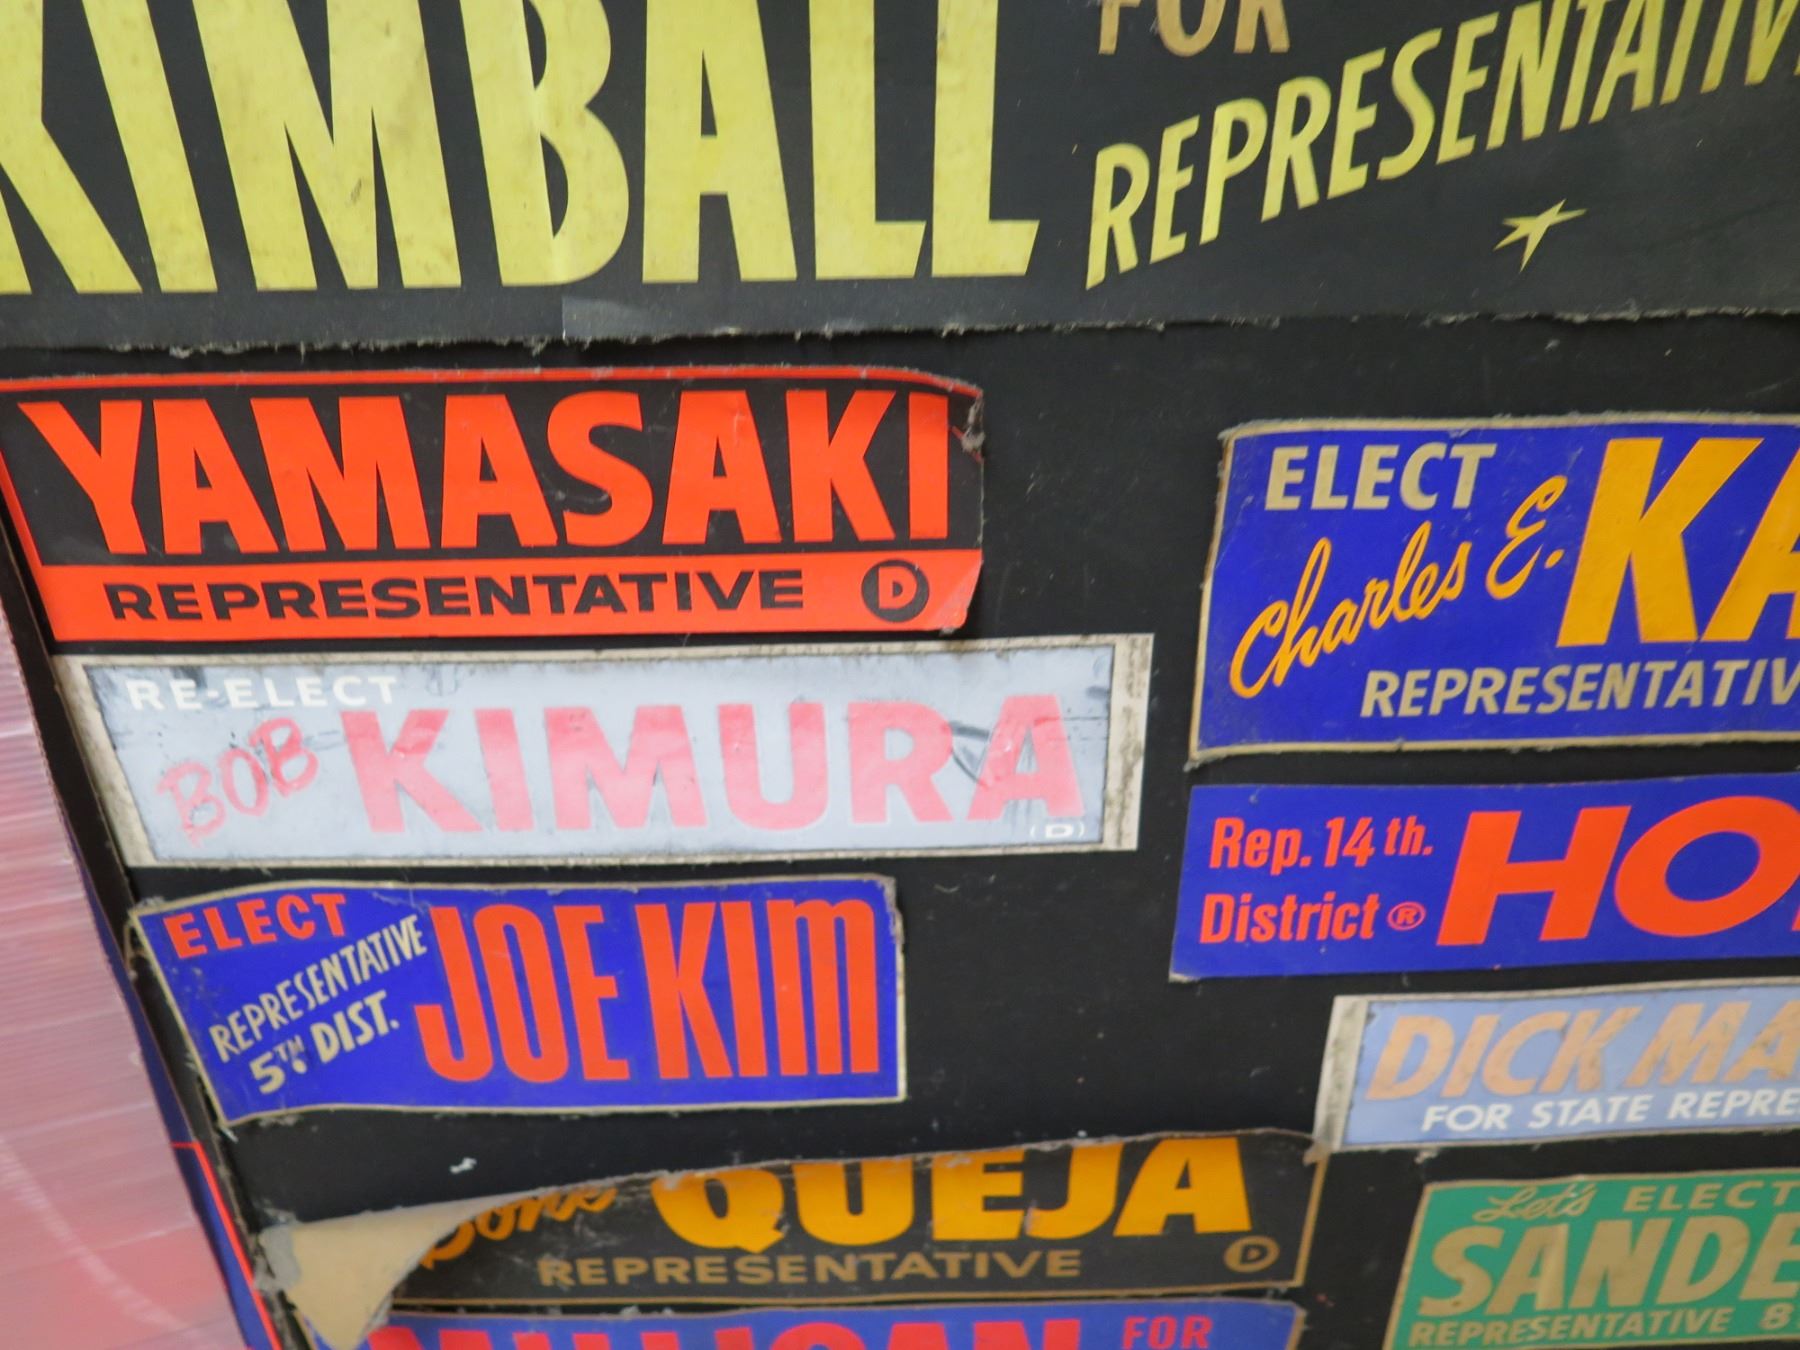 KIMBALL
FOR
REPRESENTATIV
YAMASAKI
REPRESENTATIVE D
RE-ELECT
BOB KIMURA
(D)
ELECT
REPRESENTATIVE
5TH DIST.
JOE KIM
QUEJA
REPRESENTATIVE D
FOR
ELECT
Charles E. KA
REPRESENTATIV
Rep. 14th.
District ® HO
DICK MA
FOR STATE REPRE
Let's ELECT
SANDE
REPRESENTATIVE 8